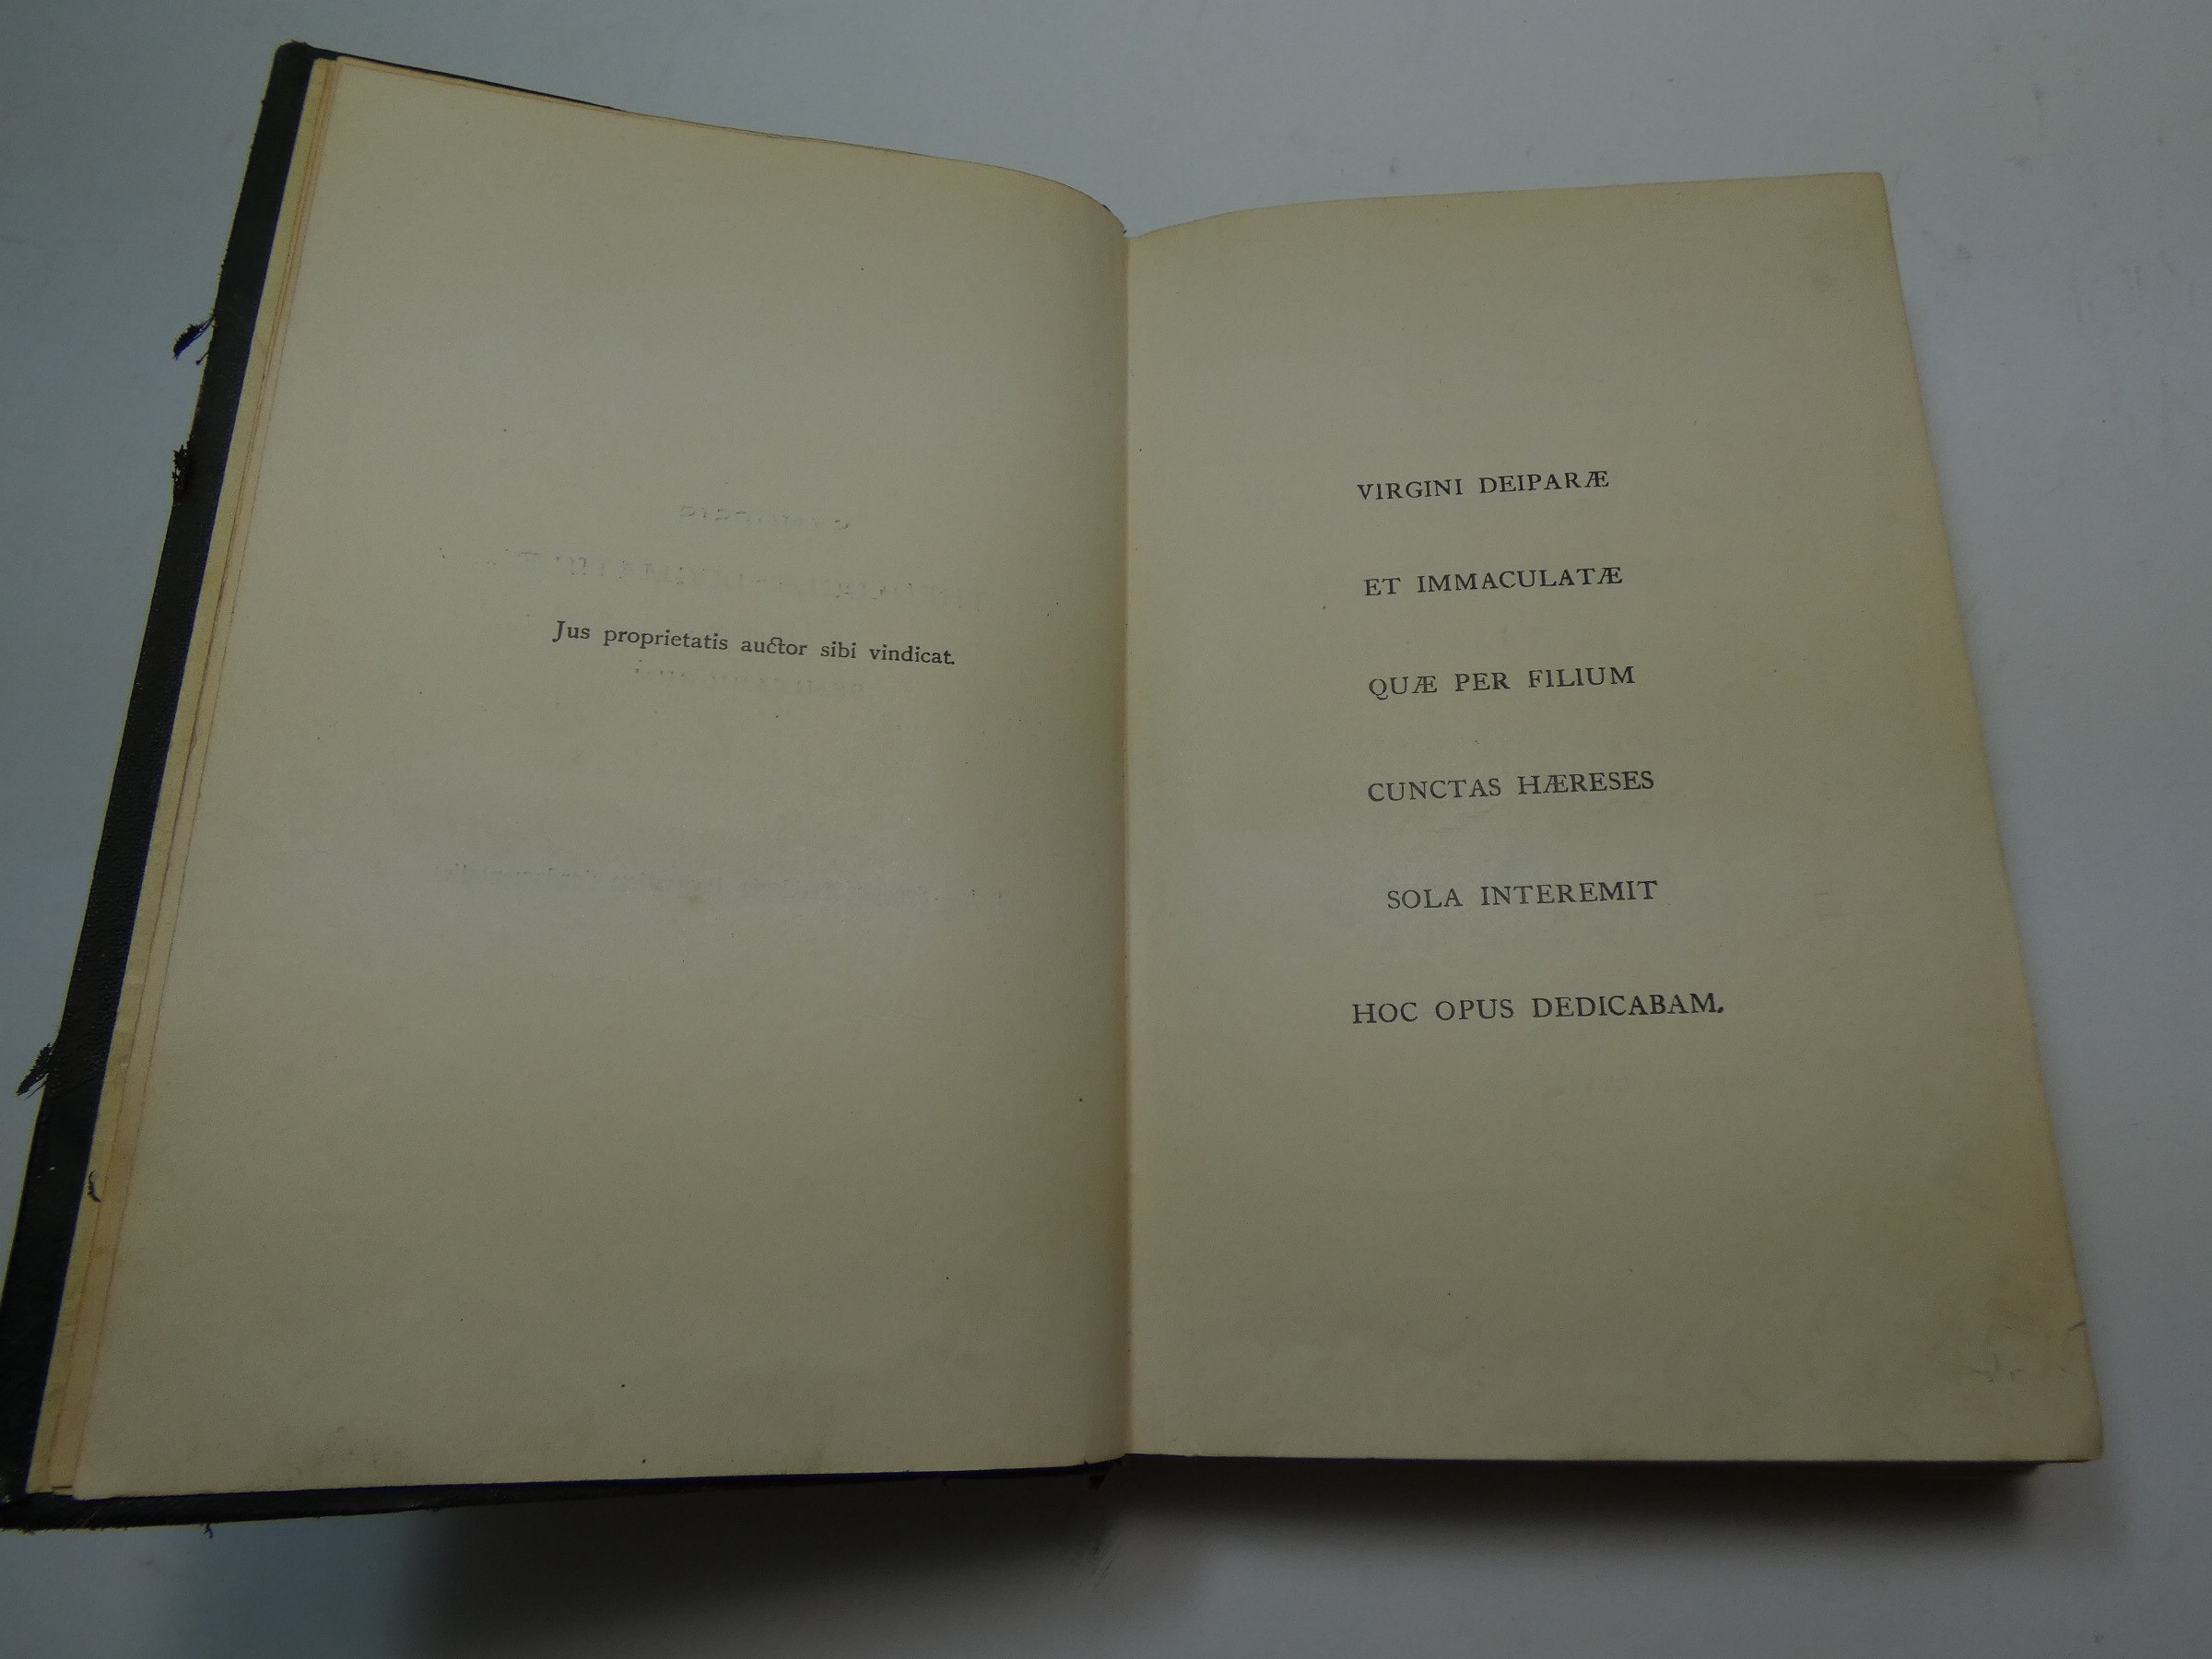 Jus proprietatis auctor sibi vindicat.
VIRGINI DEIPARÆ
ET IMMACULATÆ
QUÆ PER FILIUM
CUNCTAS HÆRESES
SOLA INTEREMIT
HOC OPUS DEDICABAM.